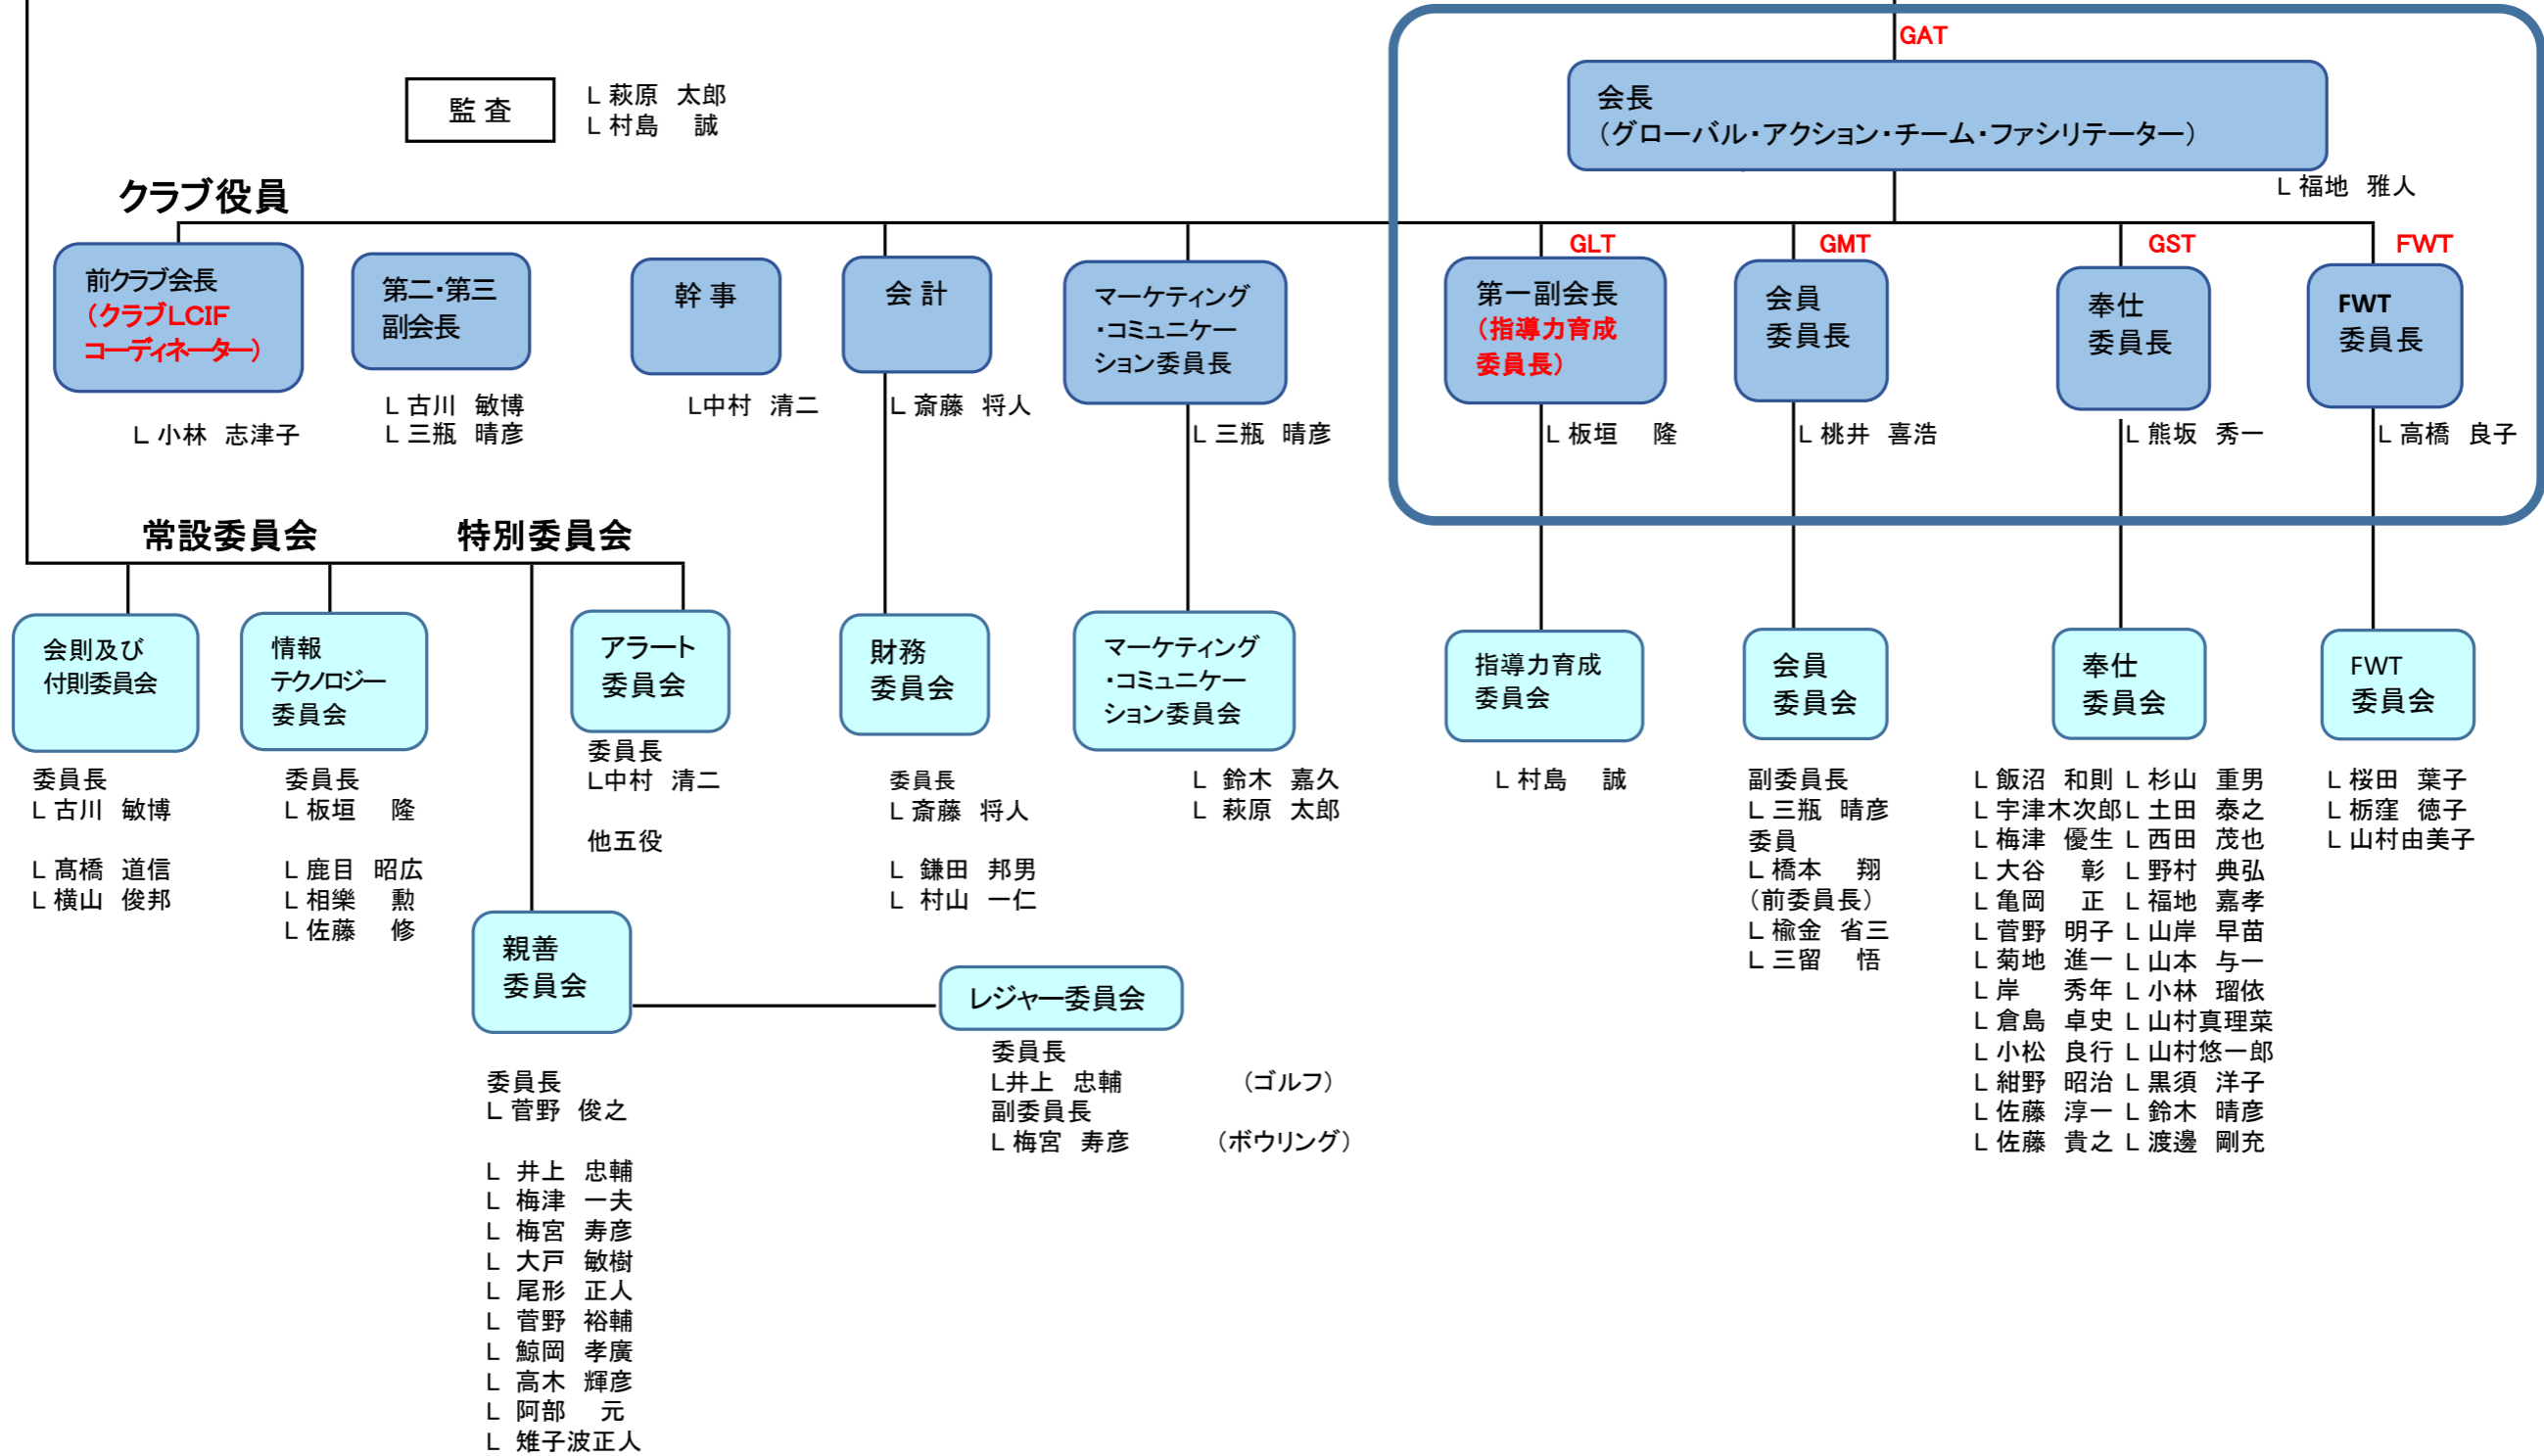 GAT
会長
（グローバル・アクション・チーム・ファシリテーター）
L 福地 雅人
監 査
L 萩原 太郎
L 村島 誠
クラブ役員
前クラブ会長
（クラブLCIF
コーディネーター）
L 小林 志津子
第二・第三
副会長
L 古川 敏博
L 三瓶 晴彦
幹 事
L中村 清二
会 計
L 斎藤 将人
マーケティング
・コミュニケー
ション委員長
L 三瓶 晴彦
GLT
第一副会長
（指導力育成
委員長）
L 板垣 隆
GMT
会員
委員長
L 桃井 喜浩
GST
奉仕
委員長
L 熊坂 秀一
FWT
FWT
委員長
L 高橋 良子
常設委員会
特別委員会
会則及び
付則委員会
委員長
L 古川 敏博
L 髙橋 道信
L 横山 俊邦
情報
テクノロジー
委員会
委員長
L 板垣 隆
L 鹿目 昭広
L 相樂 勲
L 佐藤 修
アラート
委員会
委員長
L中村 清二
他五役
財務
委員会
委員長
L 斎藤 将人
L 鎌田 邦男
L 村山 一仁
マーケティング
・コミュニケー
ション委員会
L 鈴木 嘉久
L 萩原 太郎
指導力育成
委員会
L 村島 誠
会員
委員会
副委員長
L 三瓶 晴彦
委員
L 橋本 翔
（前委員長）
L 楡金 省三
L 三留 悟
奉仕
委員会
L 飯沼 和則 L 杉山 重男
L 宇津木次郎 L 土田 泰之
L 梅津 優生 L 西田 茂也
L 大谷 彰 L 野村 典弘
L 亀岡 正 L 福地 嘉孝
L 菅野 明子 L 山岸 早苗
L 菊地 進一 L 山本 与一
L 岸 秀年 L 小林 瑠依
L 倉島 卓史 L 山村真理菜
L 小松 良行 L 山村悠一郎
L 紺野 昭治 L 黒須 洋子
L 佐藤 淳一 L 鈴木 晴彦
L 佐藤 貴之 L 渡邊 剛充
FWT
委員会
L 桜田 葉子
L 栃窪 徳子
L 山村由美子
親善
委員会
委員長
L 菅野 俊之
L 井上 忠輔
L 梅津 一夫
L 梅宮 寿彦
L 大戸 敏樹
L 尾形 正人
L 菅野 裕輔
L 鯨岡 孝廣
L 高木 輝彦
L 阿部 元
L 雉子波正人
レジャー委員会
委員長
L井上 忠輔 （ゴルフ）
副委員長
L 梅宮 寿彦 （ボウリング）